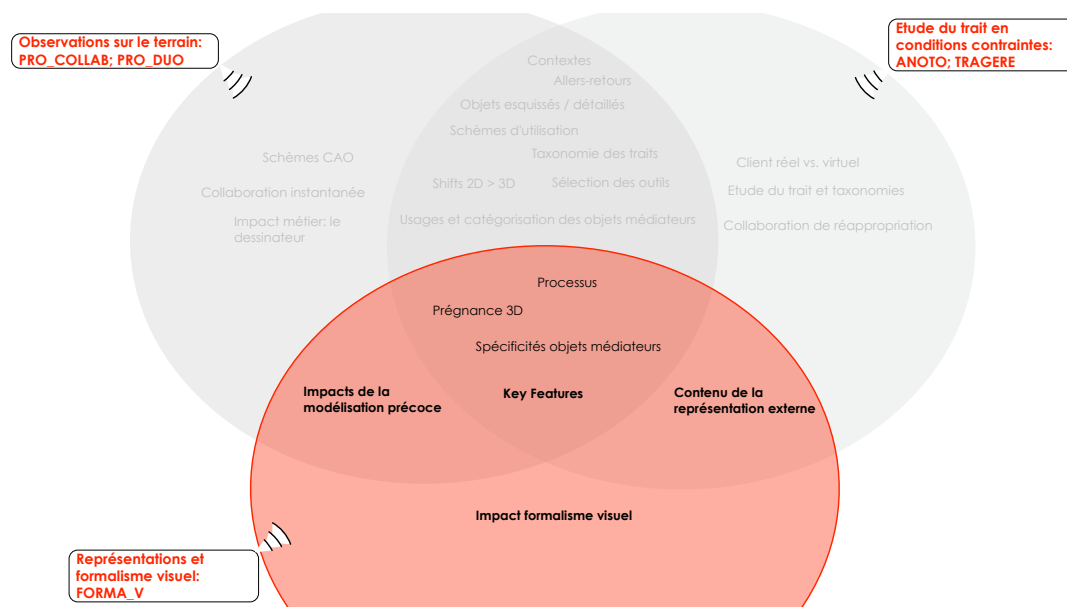 Observations sur le terrain:
PRO_COLLAB; PRO_DUO
Etude du trait en
conditions contraintes:
ANOTO; TRAGERE
Contextes
Allers-retours
Objets esquissés / détaillés
Schèmes d'utilisation
Taxonomie des traits
Schèmes CAO
Client réel vs. virtuel
Shifts 2D > 3D
Sélection des outils
Collaboration instantanée
Etude du trait et taxonomies
Impact métier: le
dessinateur
Usages et catégorisation des objets médiateurs
Collaboration de réappropriation
Processus
Prégnance 3D
Spécificités objets médiateurs
Impacts de la
modélisation précoce
Key Features
Contenu de la
représentation externe
Impact formalisme visuel
Représentations et
formalisme visuel:
FORMA_V